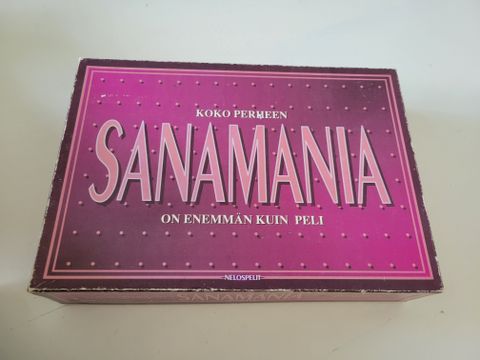 KOKO PERHEEN
SANAMANIA
ON ENEMMÄN KUIN PELI
NELOSPELIT
SANAMANIA